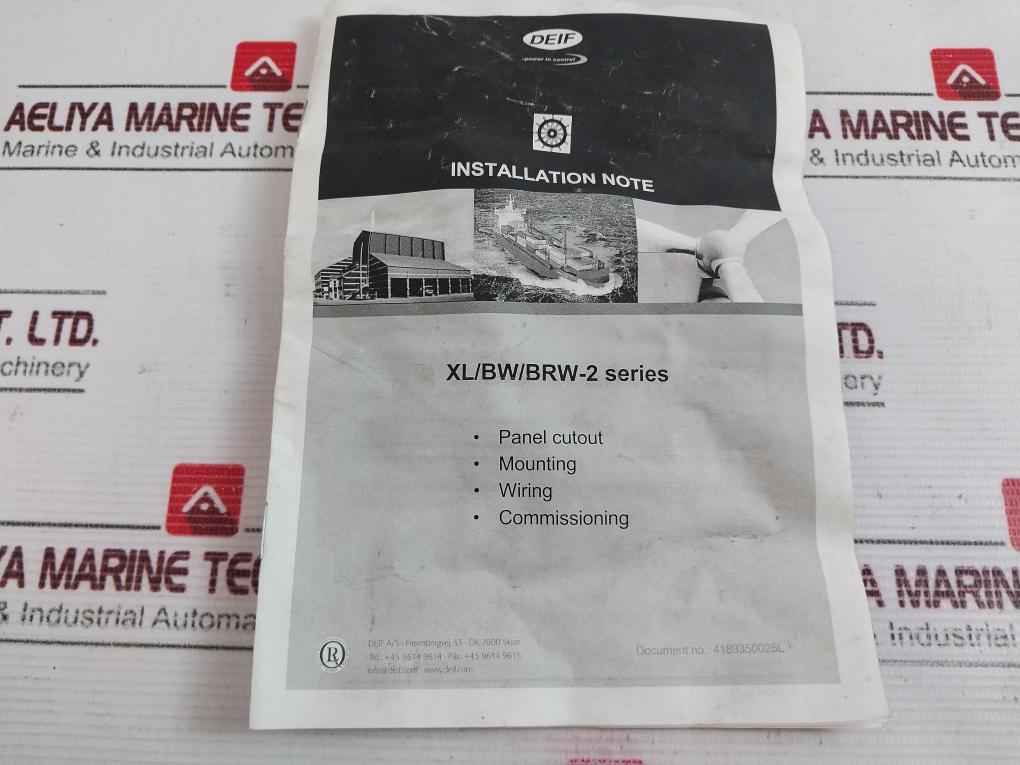 DEIF
-power in control
INSTALLATION NOTE
XL/BW/BRW-2 series
• Panel cutout
• Mounting
• Wiring
• Commissioning
R
DEIF A/S · Frisenborgvej 33 · DK-7800 Skive
Tel.: +45 9614 9614 · Fax: +45 9614 9615
info@deif.com · www.deif.com
Document no.: 4189350025L
AELIYA MARINE TE
Marine & Industrial Autom
A MARINE TE
& Industrial Autom
T. LTD.
chinery
TD.
ery
YA MARINE TEC
& Industrial Automa
A MARIN
Industrial